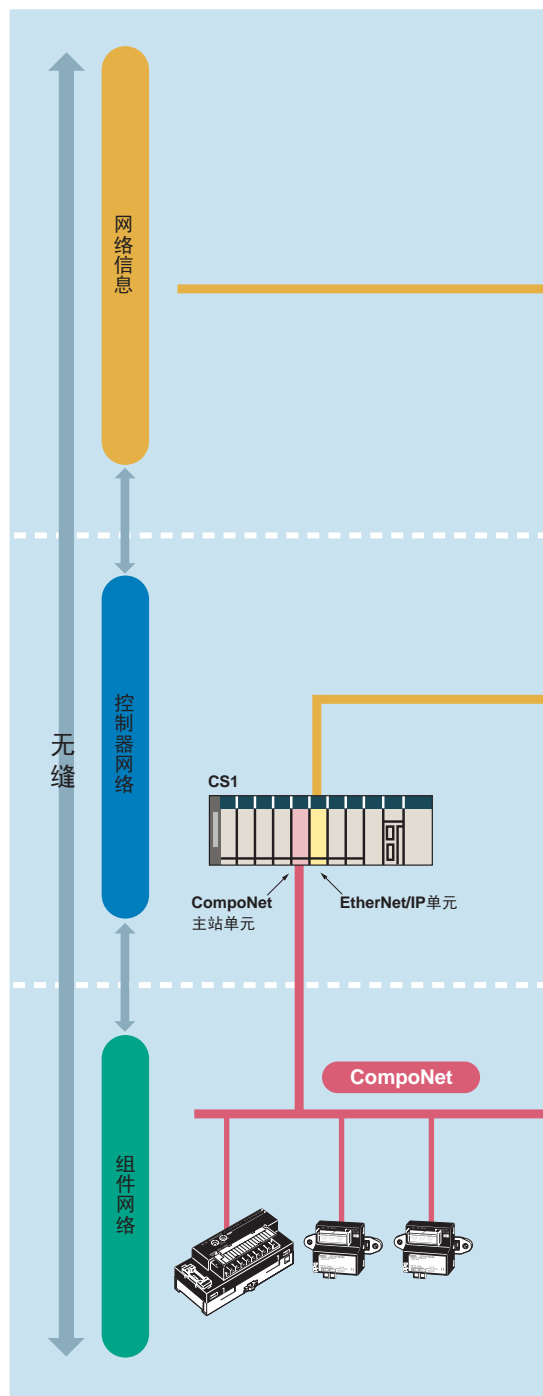 网络信息
控制器网络
无缝
CS1
CompoNet
主站单元
EtherNet/IP单元
CompoNet
组件网络